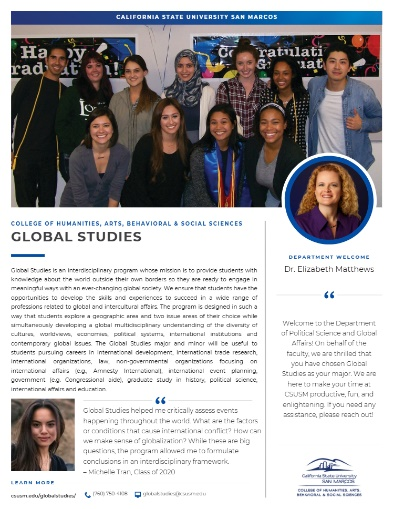 CALIFORNIA STATE UNIVERSITY SAN MARCOS
Happy
Graduation!
Congratulati
Graduat
COLLEGE OF HUMANITIES, ARTS, BEHAVIORAL & SOCIAL SCIENCES
GLOBAL STUDIES
Global Studies is an interdisciplinary program whose mission is to provide students with
knowledge about the world outside their own borders so they are ready to engage in
meaningful ways with an ever-changing global society. We ensure that students have the
opportunities to develop the skills and experiences to succeed in a wide range of
professions related to global and intercultural affairs. The program is designed in such a
way that students explore a geographic area and two issue areas of their choice while
simultaneously developing a global multidisciplinary understanding of the diversity of
cultures, worldviews, economies, political systems, international institutions and
contemporary global issues. The Global Studies major and minor will be useful to
students pursuing careers in international development, international trade research,
international organizations, law, non-governmental organizations focusing on
international affairs (e.g. Amnesty International), international event planning,
government (e.g. Congressional aide), graduate study in history, political science,
international affairs and education.
“
Global Studies helped me critically assess events
happening throughout the world. What are the factors
or conditions that cause international conflict? How can
we make sense of globalization? While these are big
questions, the program allowed me to formulate
conclusions in an interdisciplinary framework.
– Michelle Tran, Class of 2020
LEARN MORE
csusm.edu/globalstudies/
(760) 750-4108
globalstudies@csusm.edu
DEPARTMENT WELCOME
Dr. Elizabeth Matthews
“
Welcome to the Department
of Political Science and Global
Affairs! On behalf of the
faculty, we are thrilled that
you have chosen Global
Studies as your major. We are
here to make your time at
CSUSM productive, fun, and
enlightening. If you need any
assistance, please reach out!
California State University
SAN MARCOS
COLLEGE OF HUMANITIES, ARTS,
BEHAVIORAL & SOCIAL SCIENCES